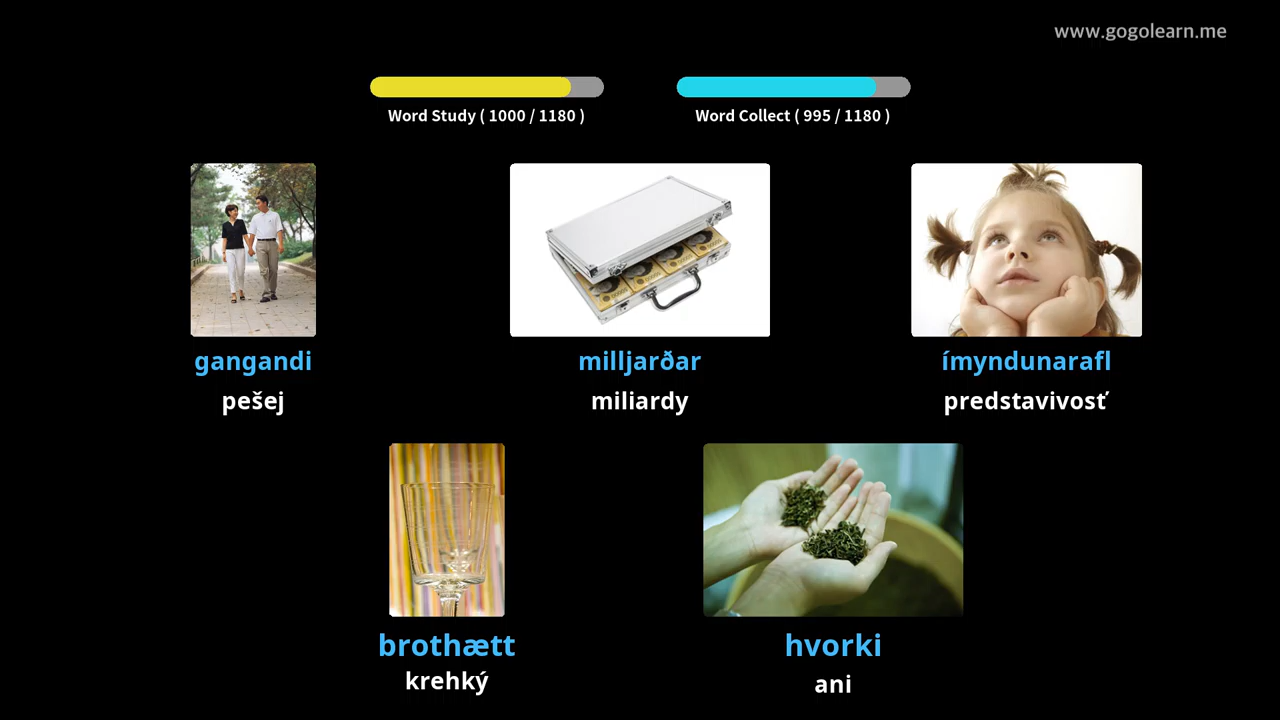 www.gogolearn.me
Word Study ( 1000 / 1180 )
Word Collect ( 995 / 1180 )
gangandi
pešej
milljarðar
miliardy
ímyndunarafl
predstavivosť
brothætt
krehký
hvorki
ani